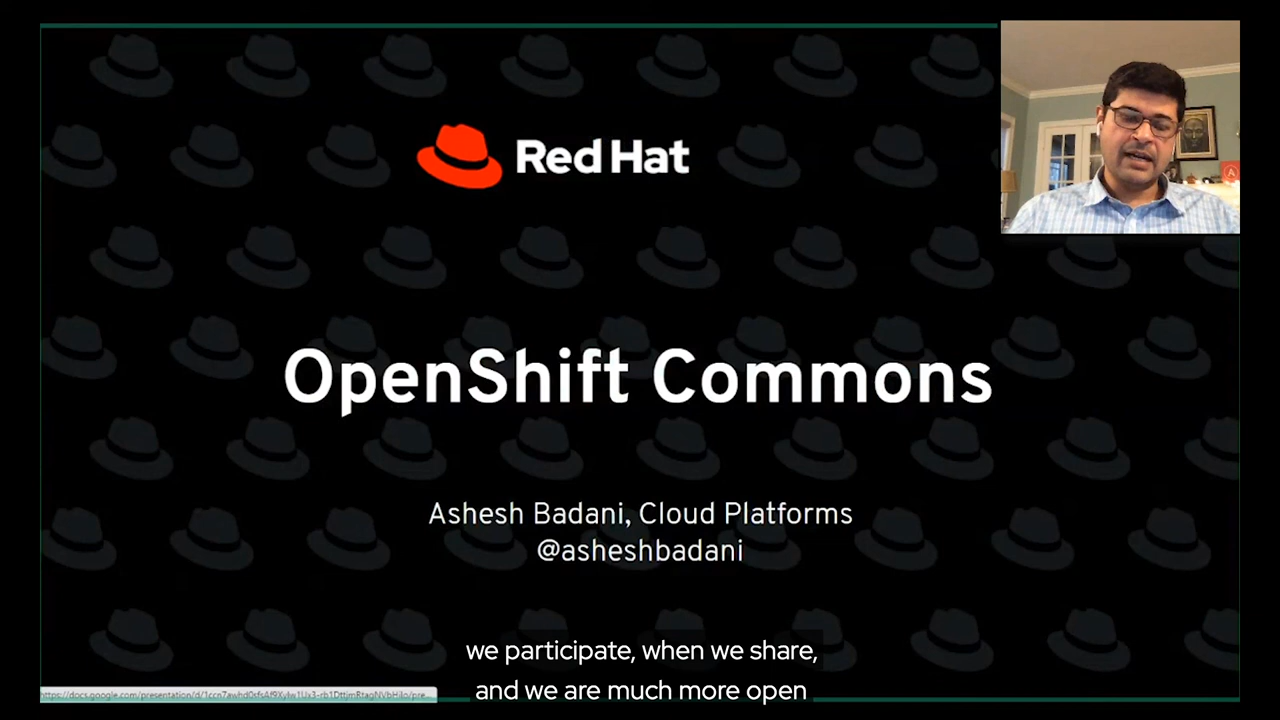 Red Hat
OpenShift Commons
Ashesh Badani, Cloud Platforms
@asheshbadani
we participate, when we share,
and we are much more open